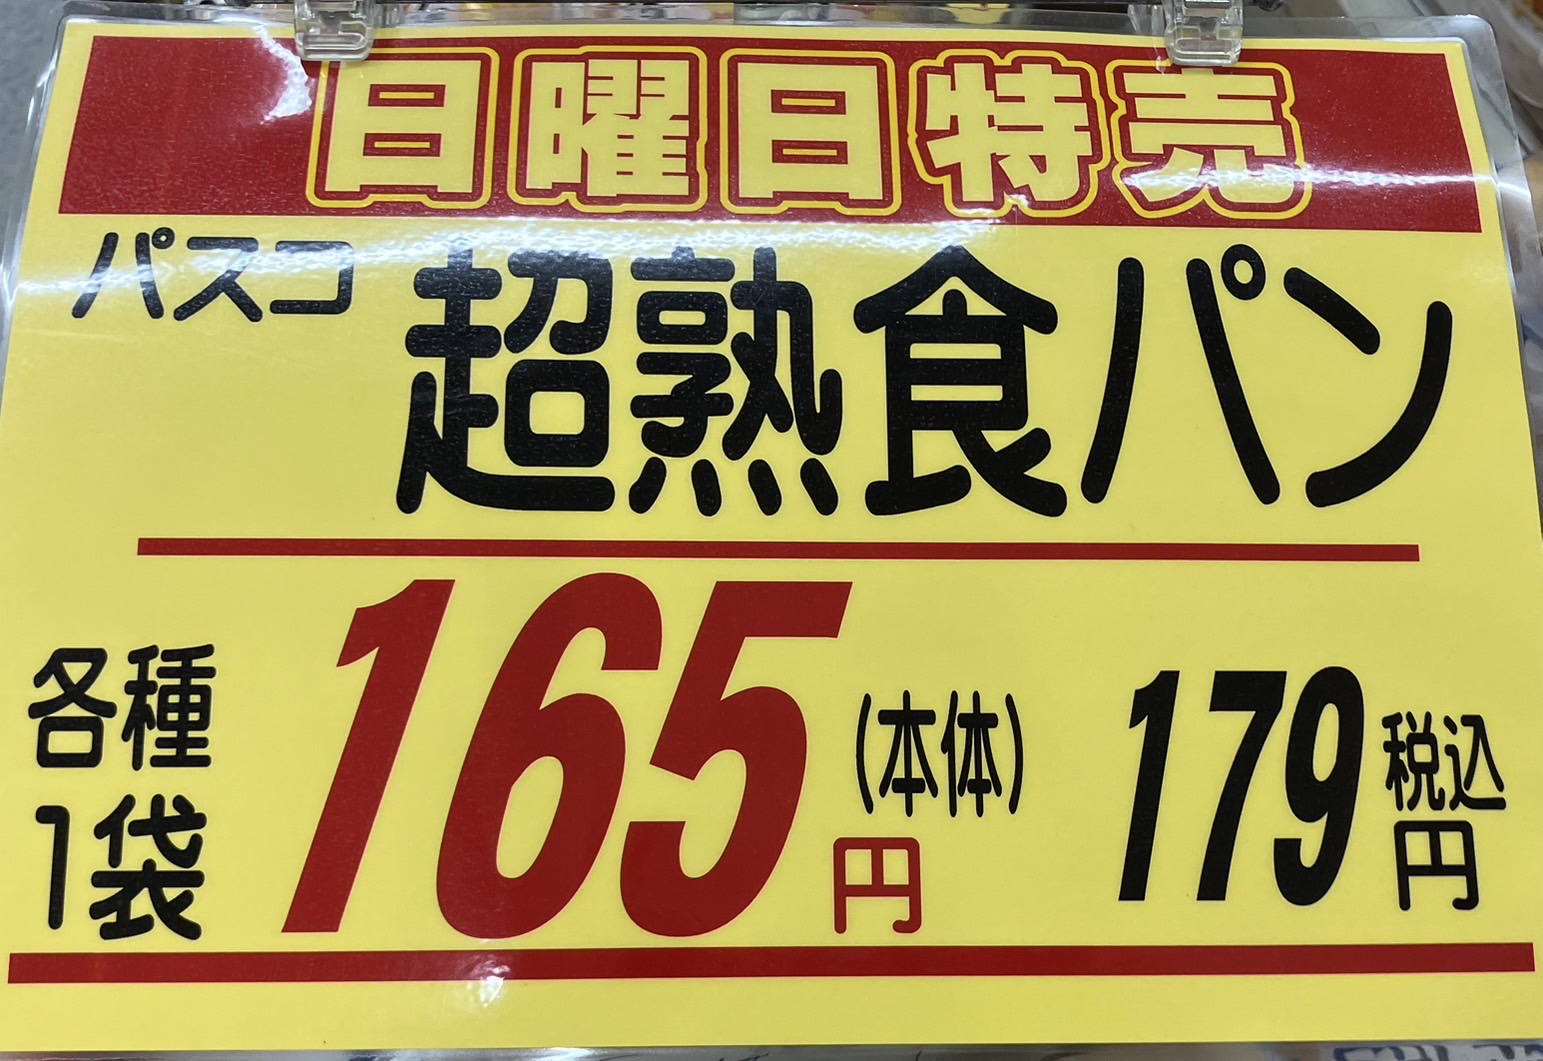 日曜日特売
パスコ
超熟食パン
各種
1袋
165
(本体)
円
179
税込
円